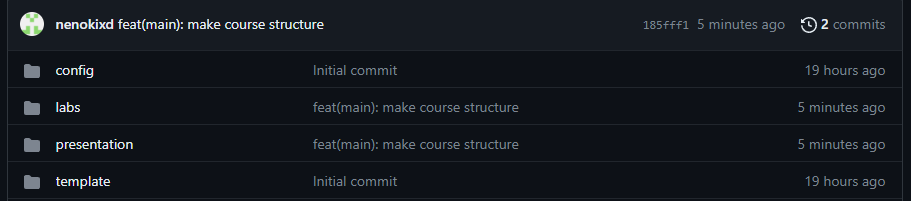 nenokixd feat(main): make course structure 185fff1 5 minutes ago 2 commits
config Initial commit 19 hours ago
labs feat(main): make course structure 5 minutes ago
presentation feat(main): make course structure 5 minutes ago
template Initial commit 19 hours ago